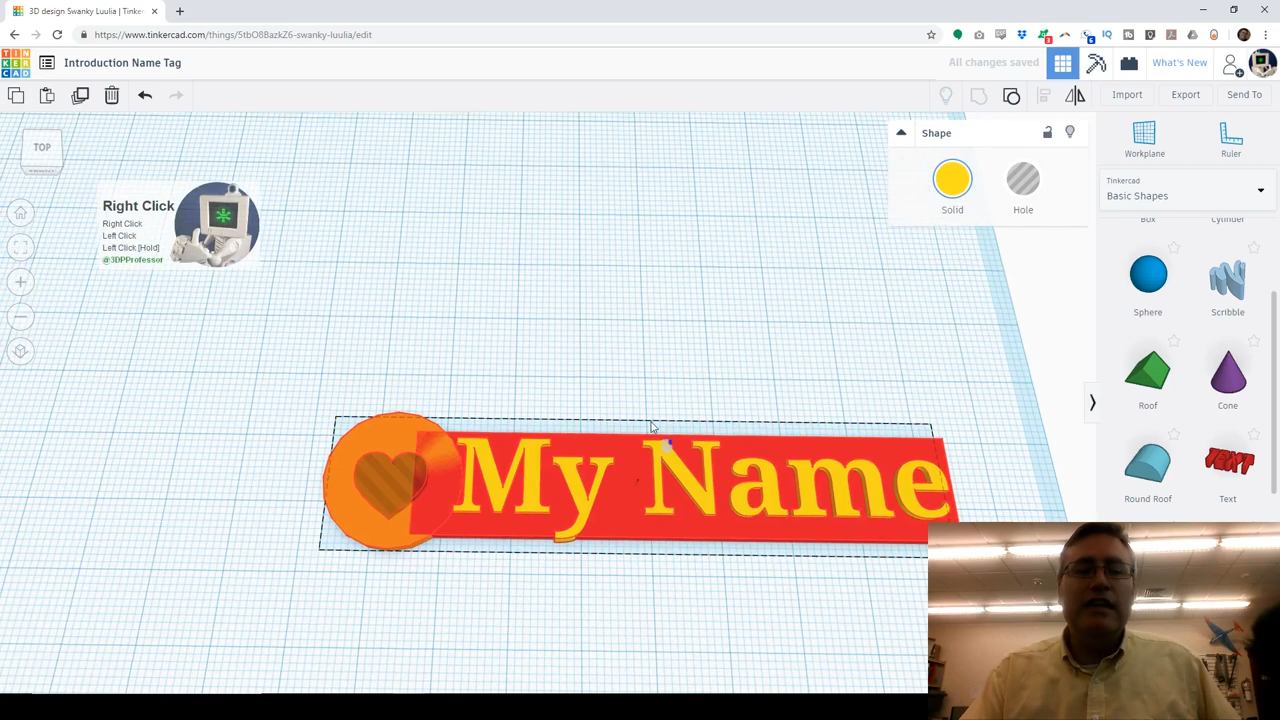 3D design Swanky Luulia | Tinker
https://www.tinkercad.com/things/5tbO8BazkZ6-swanky-luulia/edit
TIN
KER
CAD
Introduction Name Tag
All changes saved
What's New
Import
Export
Send To
TOP
Shape
Solid
Hole
Workplane
Ruler
Tinkercad
Basic Shapes
Box
Cylinder
Right Click
Right Click
Left Click
Left Click [Hold]
@3DPProfessor
Sphere
Scribble
Roof
Cone
My Name
TEXT
Round Roof
Text